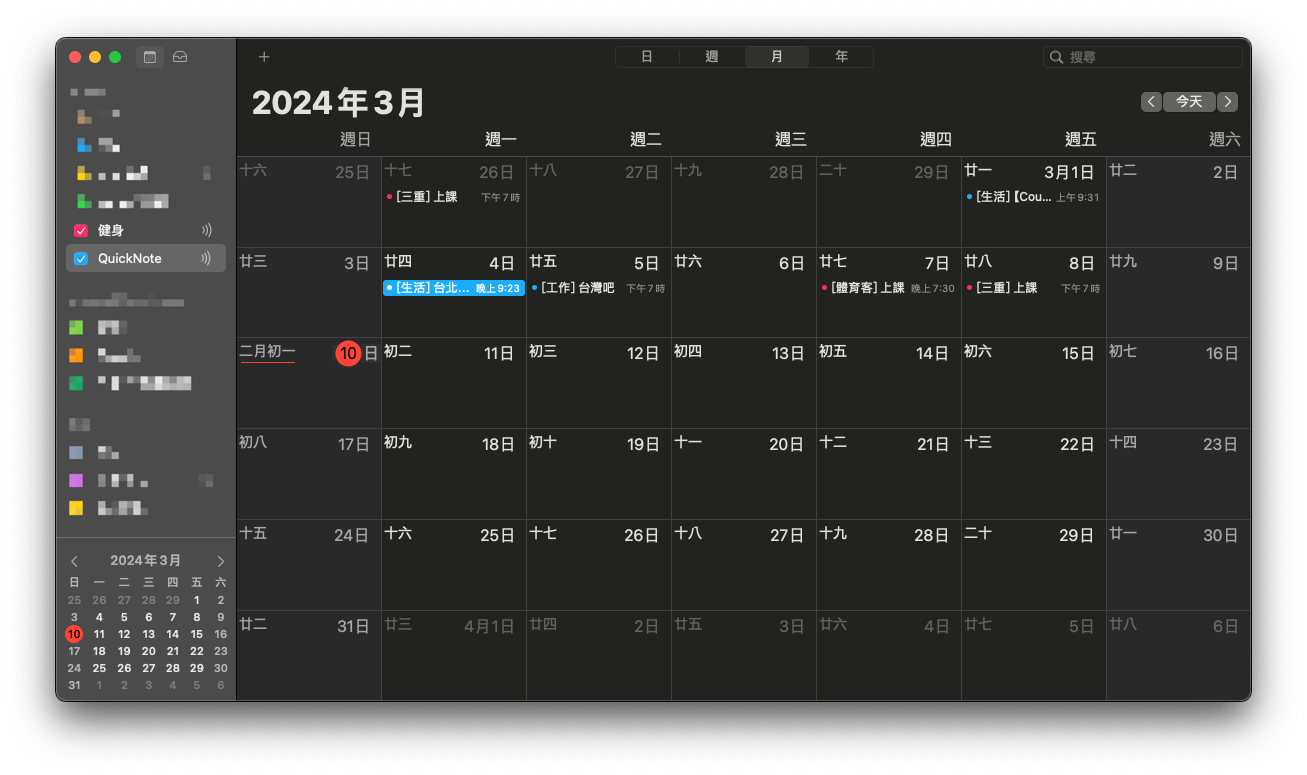 日 週 月 年
搜尋
2024年3月
今天
週日 週一 週二 週三 週四 週五 週六
十六 25日 十七 26日 十八 27日 十九 28日 二十 29日 廿一 3月1日 廿二 2日
[三重] 上課 下午7時
[生活]【Cou... 上午9:31
廿三 3日 廿四 4日 廿五 5日 廿六 6日 廿七 7日 廿八 8日 廿九 9日
[生活] 台北... 晚上9:23
[工作] 台灣吧 下午7時
[體育客] 上課 晚上7:30
[三重] 上課 下午7時
二月初一 10日 初二 11日 初三 12日 初四 13日 初五 14日 初六 15日 初七 16日
初八 17日 初九 18日 初十 19日 十一 20日 十二 21日 十三 22日 十四 23日
十五 24日 十六 25日 十七 26日 十八 27日 十九 28日 二十 29日 廿一 30日
廿二 31日 廿三 4月1日 廿四 2日 廿五 3日 廿六 4日 廿七 5日 廿八 6日
健身
QuickNote
2024年3月
日 一 二 三 四 五 六
25 26 27 28 29 1 2
3 4 5 6 7 8 9
10 11 12 13 14 15 16
17 18 19 20 21 22 23
24 25 26 27 28 29 30
31 1 2 3 4 5 6